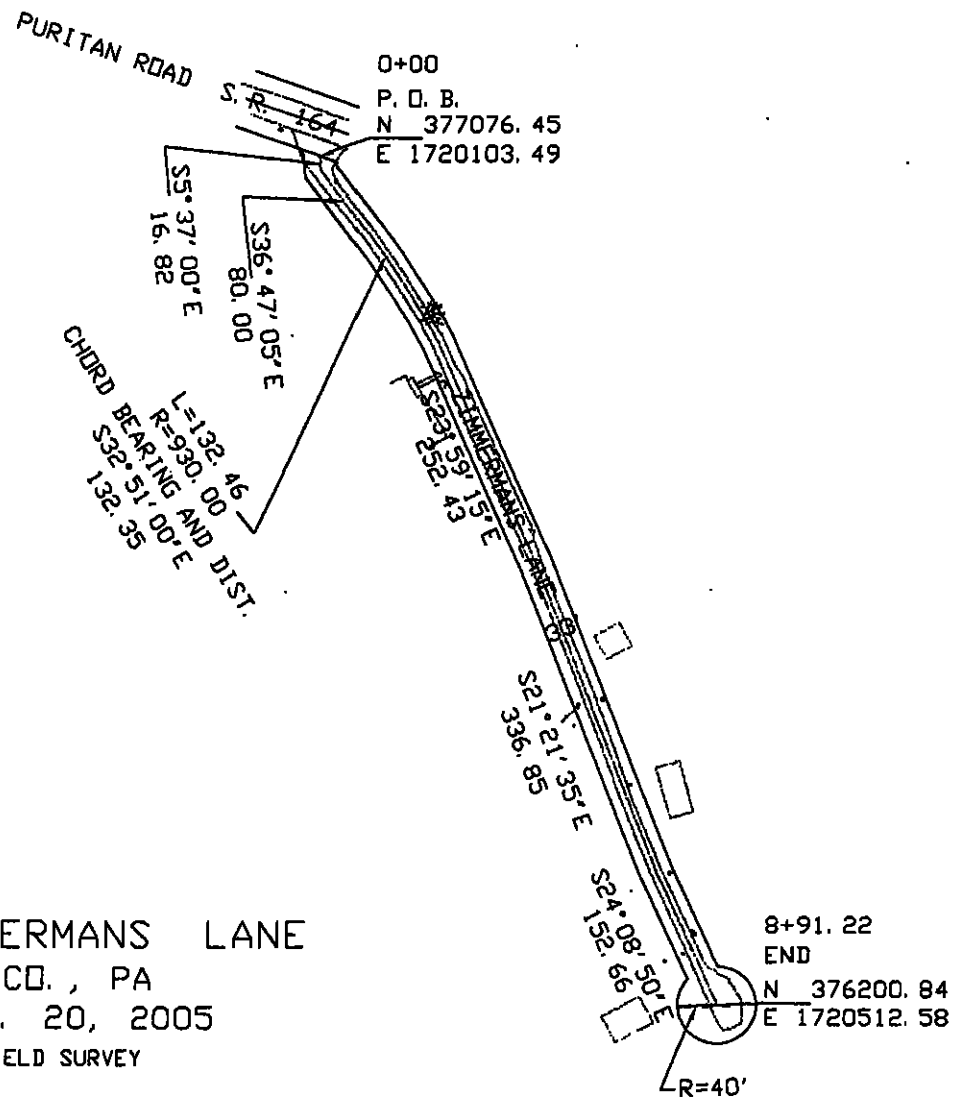 PURITAN ROAD
S. R. 164
0+00
P. O. B.
N 377076. 45
E 1720103. 49
S5° 37' 00"E
16. 82
S36° 47' 05"E
80. 00
L=132. 46
R=930. 00
CHORD BEARING AND DIST.
S32° 51' 00"E
132. 35
ZIMMERMANS LANE
S23° 59' 15"E
252. 43
S21° 21' 35"E
336. 85
S24° 08' 50"E
152. 66
8+91. 22
END
N 376200. 84
E 1720512. 58
R=40'
ERMANS LANE
CO. , PA
. 20, 2005
ELD SURVEY